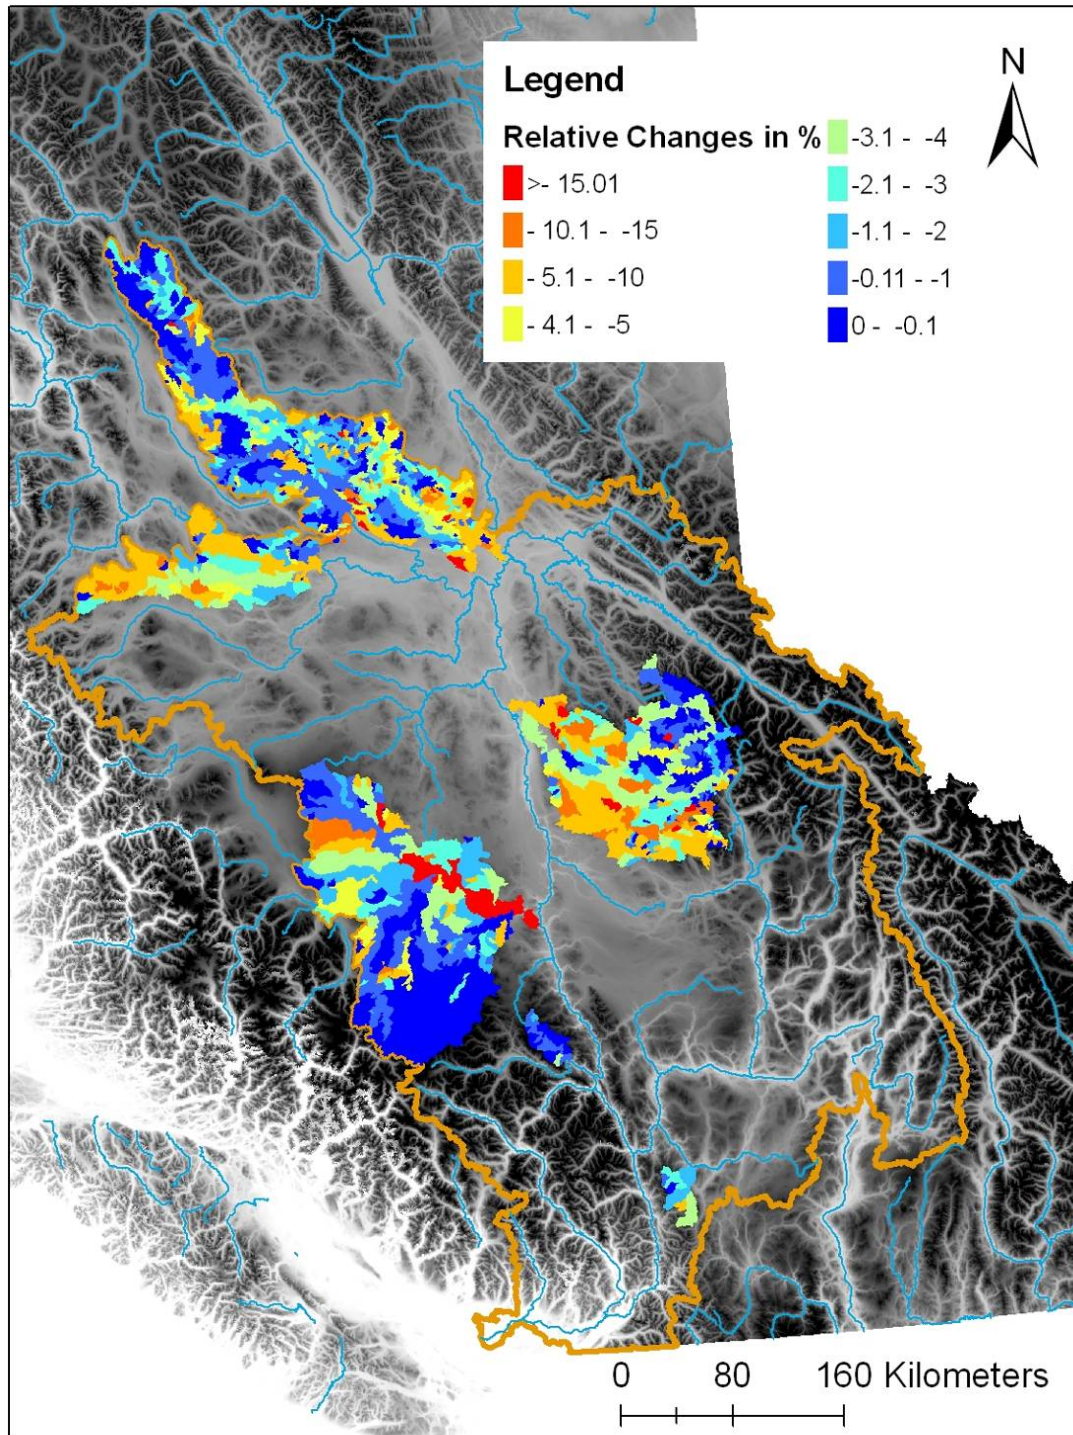 Legend
Relative Changes in %
>- 15.01
- 10.1 - -15
- 5.1 - -10
- 4.1 - -5
-3.1 - -4
-2.1 - -3
-1.1 - -2
-0.11 - -1
0 - -0.1
N
0 80 160 Kilometers